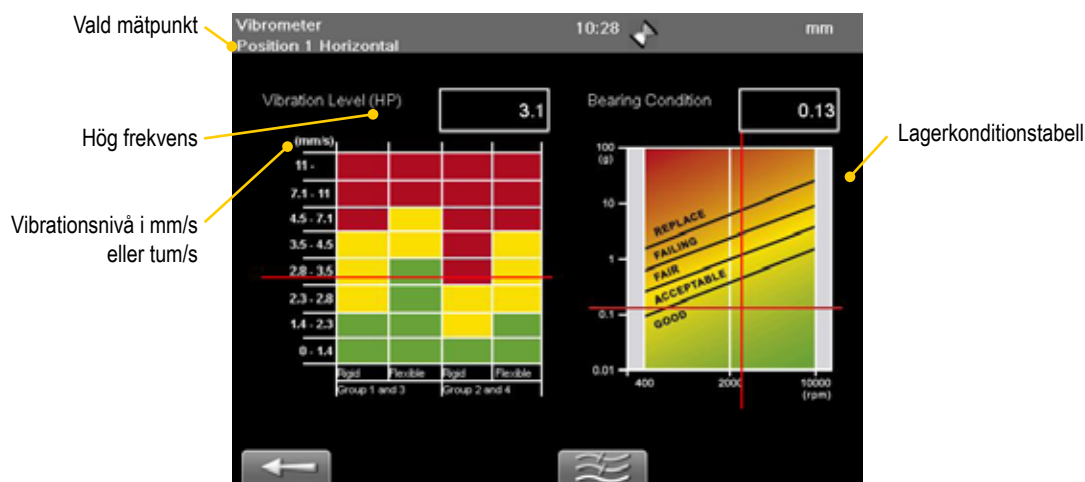 Vald mätpunkt
Vibrometer
Position 1 Horizontal
10:28
mm
Vibration Level (HP)
3.1
Bearing Condition
0.13
Hög frekvens
Lagerkonditionstabell
Vibrationsnivå i mm/s
eller tum/s
(mm/s)
11 -
7.1 - 11
4.5 - 7.1
3.5 - 4.5
2.8 - 3.5
2.3 - 2.8
1.4 - 2.3
0 - 1.4
Rigid Flexible Rigid Flexible
Group 1 and 3 Group 2 and 4
100
(g)
10
1
0.1
0.01
REPLACE
FAILING
FAIR
ACCEPTABLE
GOOD
400 2000 10000
(rpm)